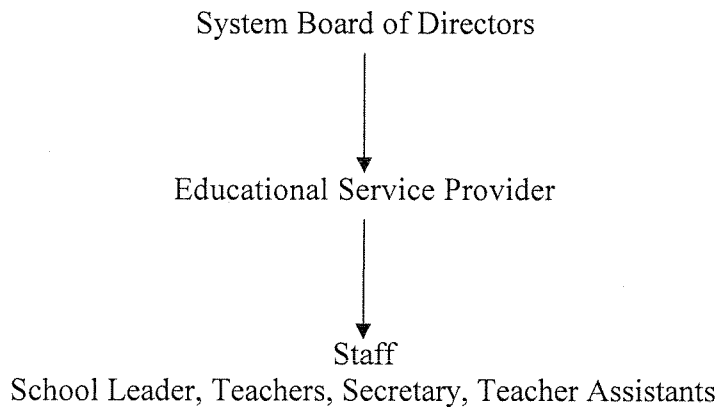 System Board of Directors
Educational Service Provider
Staff
School Leader, Teachers, Secretary, Teacher Assistants